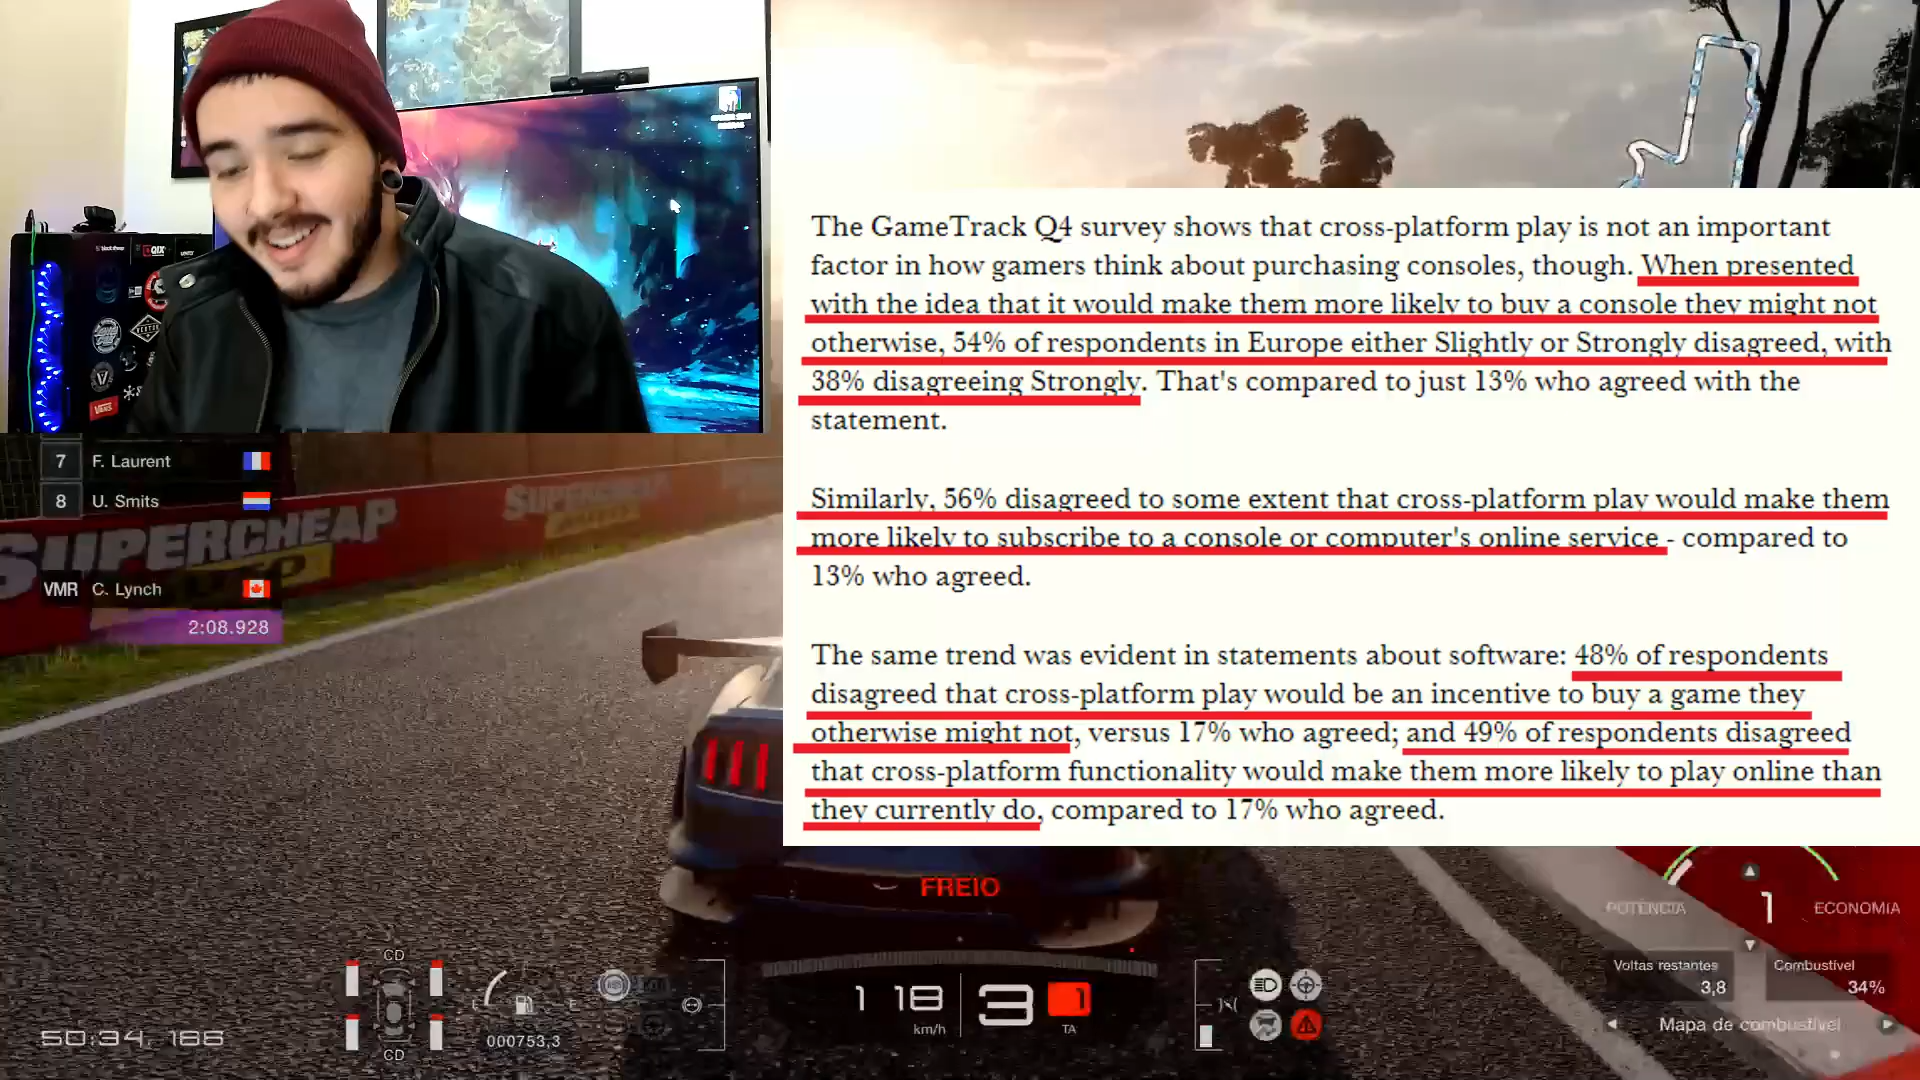 The GameTrack Q4 survey shows that cross-platform play is not an important
factor in how gamers think about purchasing consoles, though. When presented
with the idea that it would make them more likely to buy a console they might not
otherwise, 54% of respondents in Europe either Slightly or Strongly disagreed, with
38% disagreeing Strongly. That's compared to just 13% who agreed with the
statement.
Similarly, 56% disagreed to some extent that cross-platform play would make them
more likely to subscribe to a console or computer's online service - compared to
13% who agreed.
The same trend was evident in statements about software: 48% of respondents
disagreed that cross-platform play would be an incentive to buy a game they
otherwise might not, versus 17% who agreed; and 49% of respondents disagreed
that cross-platform functionality would make them more likely to play online than
they currently do, compared to 17% who agreed.
QIX
VANS
7 F. Laurent
8 U. Smits
SUPERCHEAP
AUTO
SUPERCHEAP
VMR C. Lynch
2:08.928
FREIO
POTÊNCIA
1
ECONOMIA
Voltas restantes
3,8
Combustível
34%
Mapa de combustível
CD
CD
E F
000753,3
118
km/h
3
1
TA
50:34.186